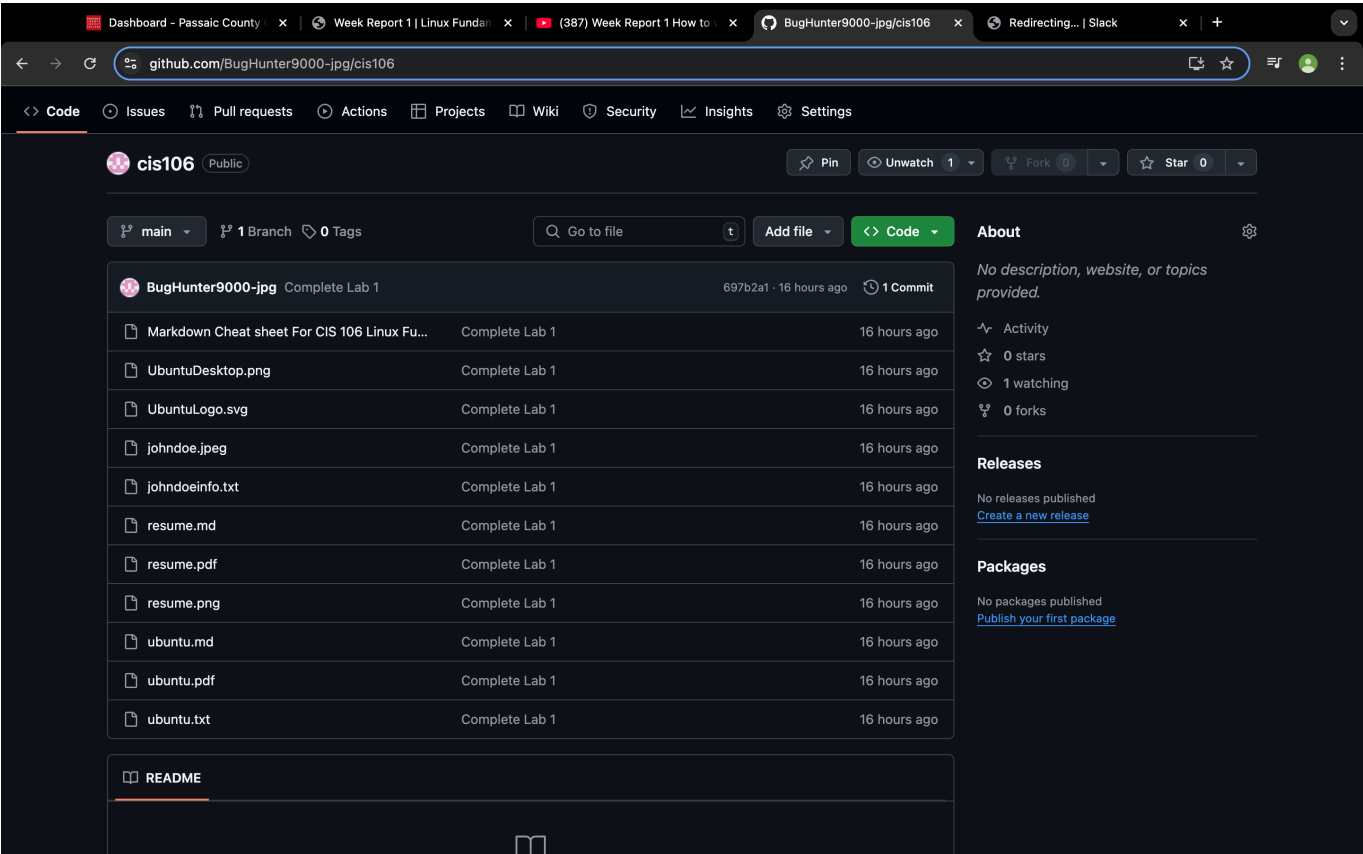 Dashboard - Passaic County Week Report 1 | Linux Fundam (387) Week Report 1 How to BugHunter9000-jpg/cis106 Redirecting... | Slack
github.com/BugHunter9000-jpg/cis106
<> Code Issues Pull requests Actions Projects Wiki Security Insights Settings
cis106 Public Pin Unwatch 1 Fork 0 Star 0
main 1 Branch 0 Tags Go to file t Add file <> Code About
No description, website, or topics
provided.
BugHunter9000-jpg Complete Lab 1 697b2a1 · 16 hours ago 1 Commit
Markdown Cheat sheet For CIS 106 Linux Fu... Complete Lab 1 16 hours ago
Activity
UbuntuDesktop.png Complete Lab 1 16 hours ago
0 stars
1 watching
UbuntuLogo.svg Complete Lab 1 16 hours ago
0 forks
johndoe.jpeg Complete Lab 1 16 hours ago
Releases
johndoeinfo.txt Complete Lab 1 16 hours ago
No releases published
Create a new release
resume.md Complete Lab 1 16 hours ago
resume.pdf Complete Lab 1 16 hours ago
Packages
resume.png Complete Lab 1 16 hours ago
No packages published
Publish your first package
ubuntu.md Complete Lab 1 16 hours ago
ubuntu.pdf Complete Lab 1 16 hours ago
ubuntu.txt Complete Lab 1 16 hours ago
README